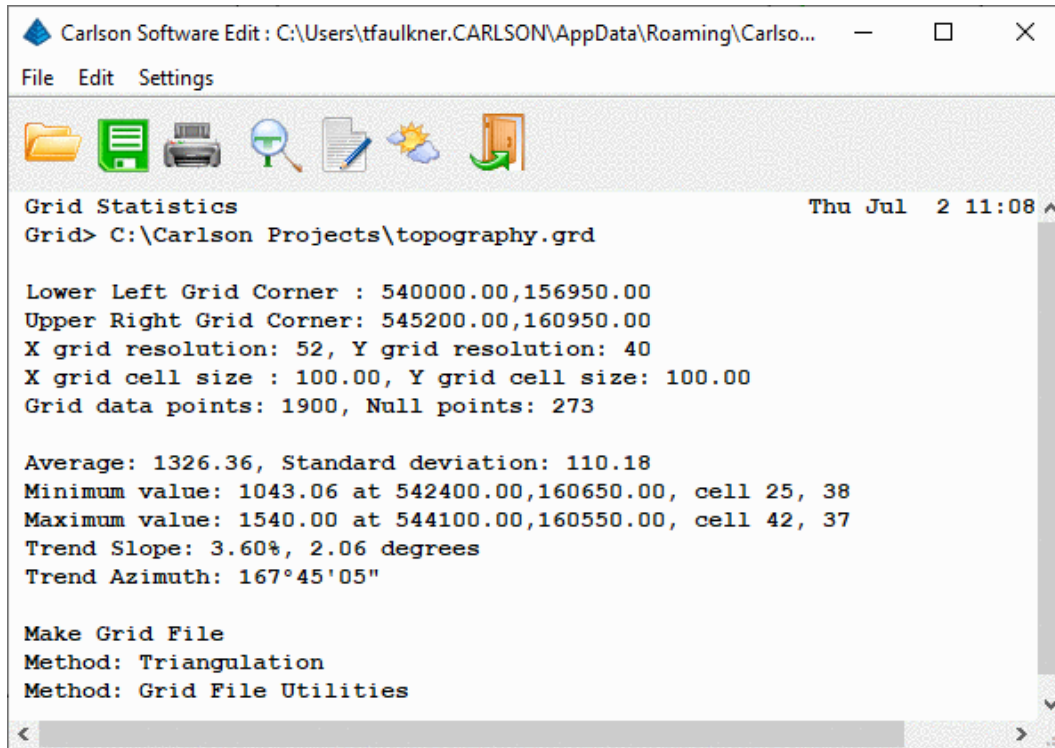 Carlson Software Edit : C:\Users\tfaulkner.CARLSON\AppData\Roaming\Carlso...
File Edit Settings
Grid Statistics Thu Jul 2 11:08
Grid> C:\Carlson Projects\topography.grd
Lower Left Grid Corner : 540000.00,156950.00
Upper Right Grid Corner: 545200.00,160950.00
X grid resolution: 52, Y grid resolution: 40
X grid cell size : 100.00, Y grid cell size: 100.00
Grid data points: 1900, Null points: 273
Average: 1326.36, Standard deviation: 110.18
Minimum value: 1043.06 at 542400.00,160650.00, cell 25, 38
Maximum value: 1540.00 at 544100.00,160550.00, cell 42, 37
Trend Slope: 3.60%, 2.06 degrees
Trend Azimuth: 167°45'05"
Make Grid File
Method: Triangulation
Method: Grid File Utilities